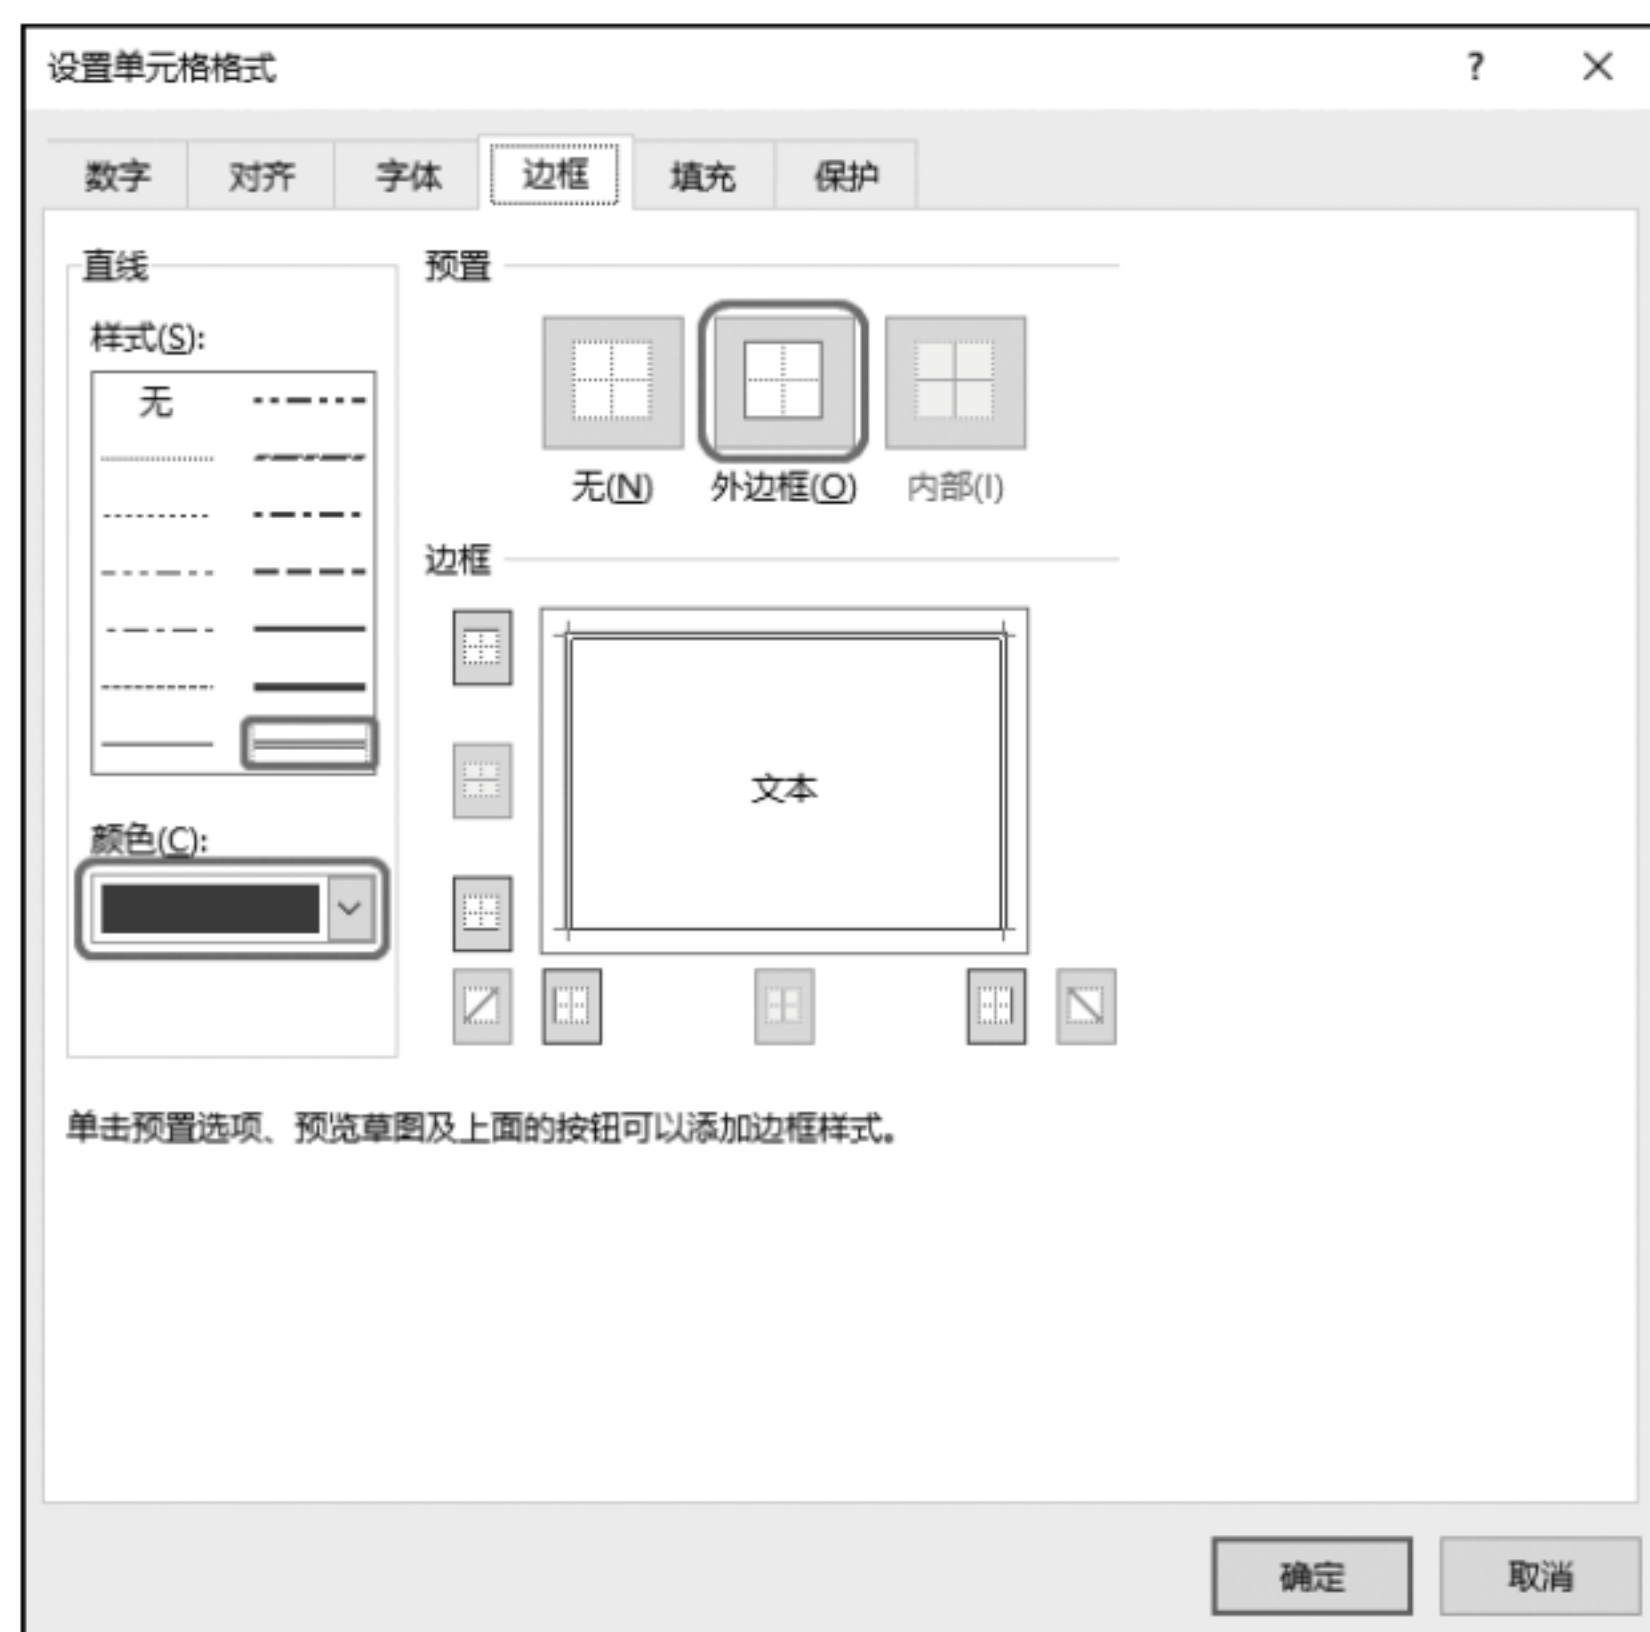 设置单元格格式 ? ×
数字 对齐 字体 边框 填充 保护
直线
样式(S):
无
颜色(C):
预置
无(N) 外边框(O) 内部(I)
边框
文本
单击预置选项、预览草图及上面的按钮可以添加边框样式。
确定 取消